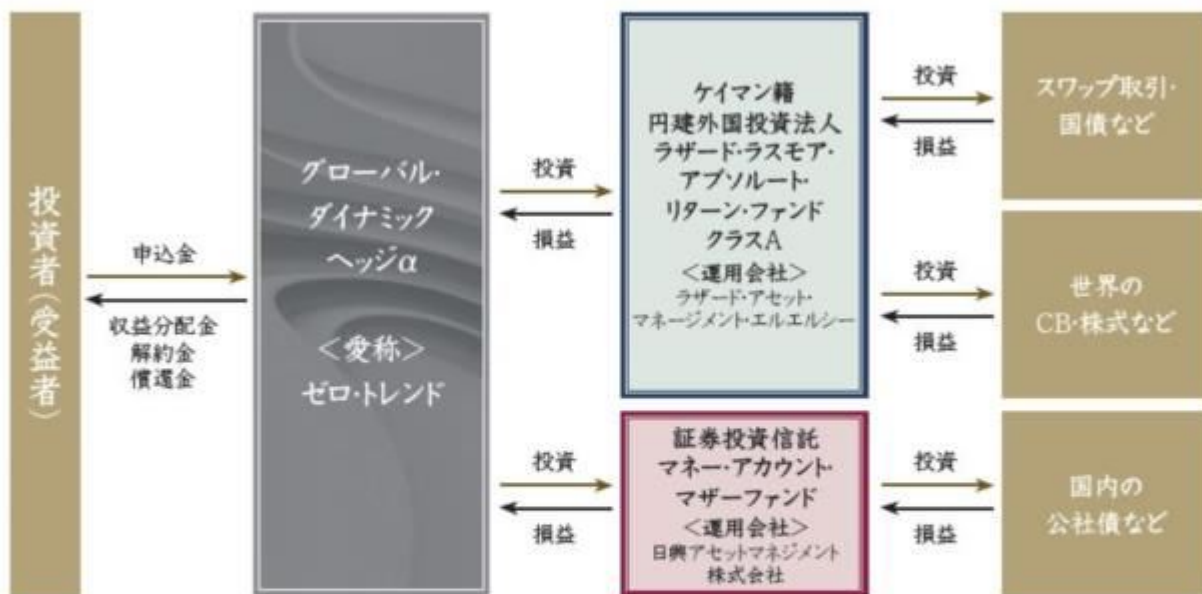 投資者(受益者)
申込金
収益分配金
解約金
償還金
グローバル・
ダイナミック
ヘッジα
<愛称>
ゼロ・トレンド
投資
損益
投資
損益
ケイマン籍
円建外国投資法人
ラザード・ラスモア・
アブソルート・
リターン・ファンド
クラスA
<運用会社>
ラザード・アセット・
マネージメント・エルエルシー
証券投資信託
マネー・アカウント・
マザーファンド
<運用会社>
日興アセットマネジメント
株式会社
投資
損益
投資
損益
投資
損益
スワップ取引・
国債など
世界の
CB・株式など
国内の
公社債など